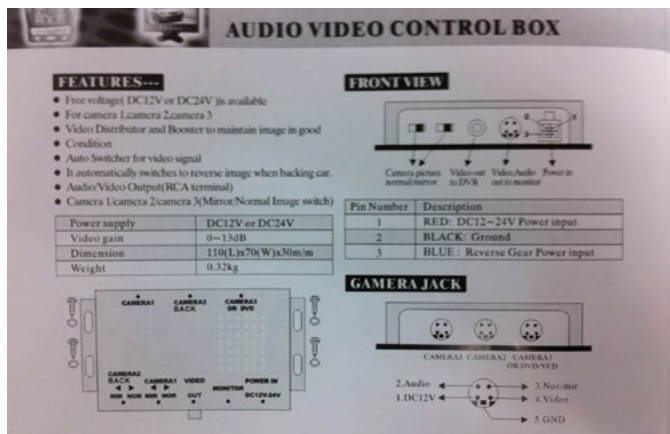 AUDIO VIDEO CONTROL BOX
FEATURES---
Free voltage( DC12V or DC24V )is available
For camera 1,camera 2,camera 3
Video Distributor and Booster to maintain image in good
Condition
Auto Switcher for video signal
It automatically switches to reverse image when backing car.
Audio/Video Output(RCA terminal)
Camera 1/camera 2/camera 3(Mirror/Normal Image switch)
Power supply DC12V or DC24V
Video gain 0~13dB
Dimension 110(L)x70(W)x30m/m
Weight 0.32kg
CAMERA1 CAMERA2 CAMERA3
BACK OR DVD
CAMERA2
BACK CAMERA1 VIDEO POWER IN
MIR NOR MIR NOR OUT MONITOR DC12V-24V
FRONT VIEW
2 1
3
Camera picture Video out Video,Audio Power in
normal/mirror to DVR out to monitor
Pin Number Description
1 RED: DC12~24V Power input
2 BLACK: Ground
3 BLUE : Reverse Gear Power input
GAMERA JACK
CAMERA1 CAMERA2 CAMERA3
OR DVD/VCD
2.Audio 3.Nor/mir
1.DC12V 4.Video
5.GND